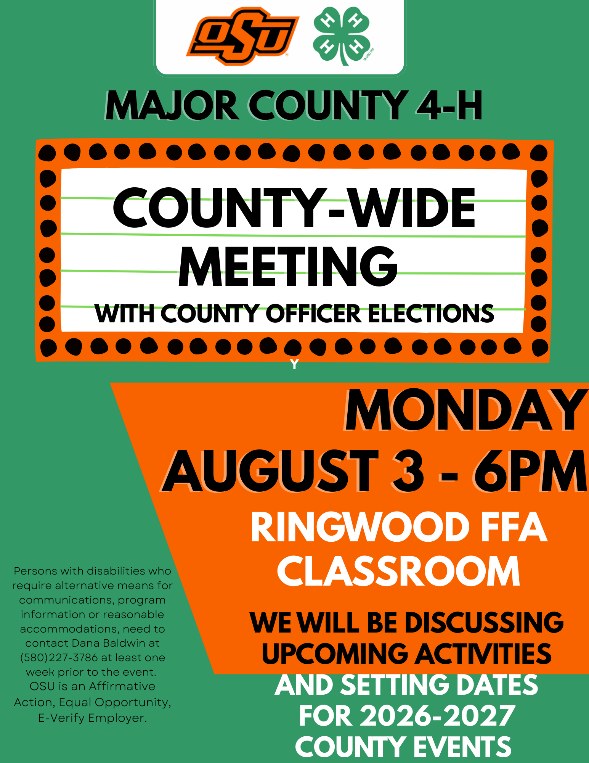 OSU
H H
H H
MAJOR COUNTY 4-H
COUNTY-WIDE
MEETING
WITH COUNTY OFFICER ELECTIONS
Y
MONDAY
AUGUST 3 - 6PM
RINGWOOD FFA
CLASSROOM
WE WILL BE DISCUSSING
UPCOMING ACTIVITIES
AND SETTING DATES
FOR 2026-2027
COUNTY EVENTS
Persons with disabilities who
require alternative means for
communications, program
information or reasonable
accommodations, need to
contact Dana Baldwin at
(580)227-3786 at least one
week prior to the event.
OSU is an Affirmative
Action, Equal Opportunity,
E-Verify Employer.